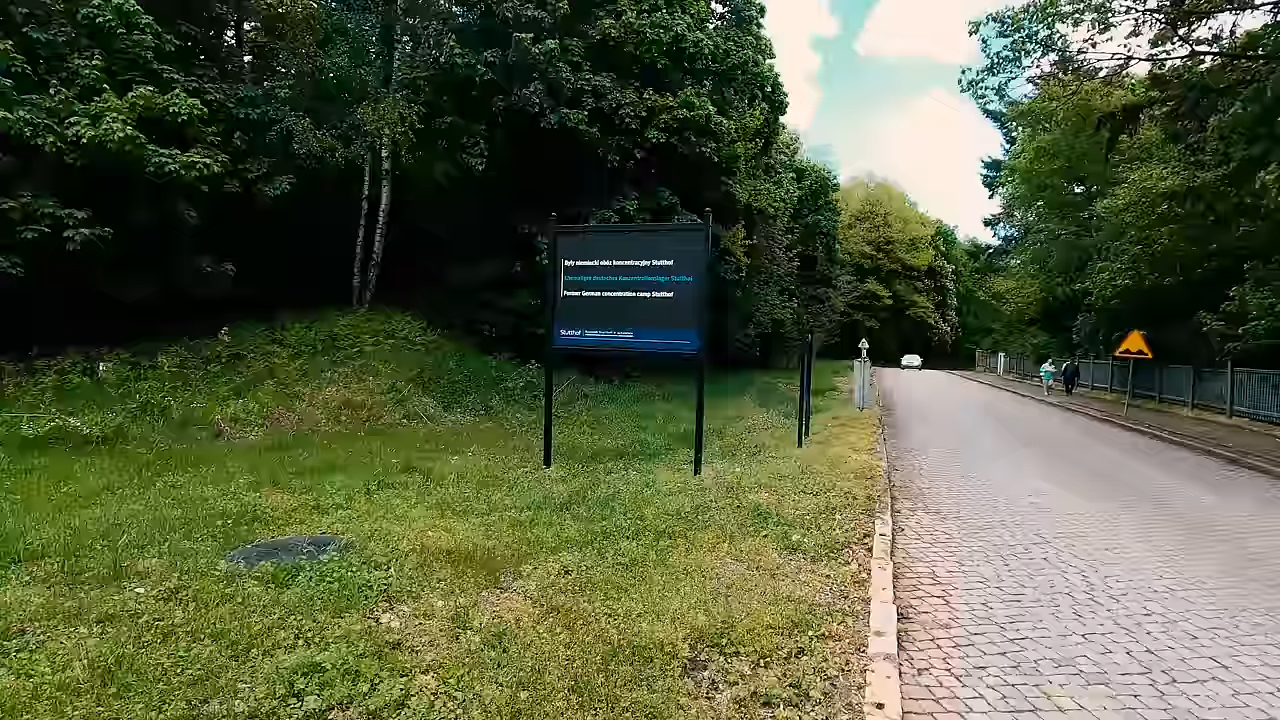 Były niemiecki obóz koncentracyjny Stutthof
Ehemaliges deutsches Konzentrationslager Stutthof
Former German concentration camp Stutthof
Stutthof